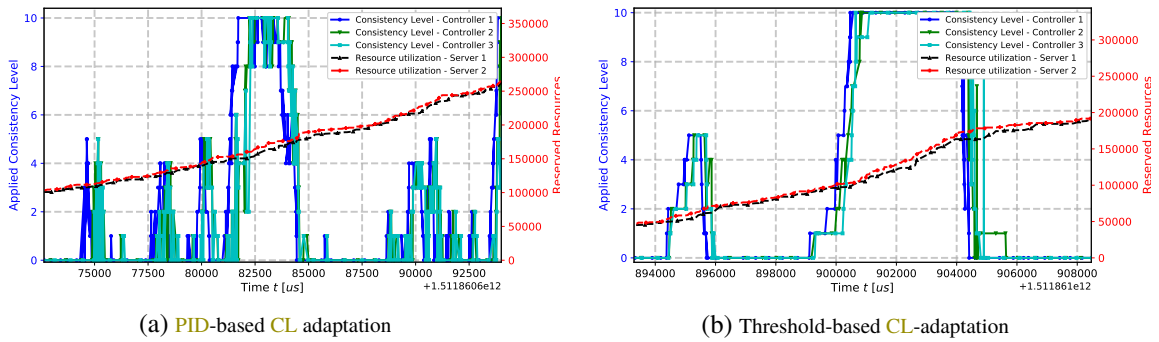 Applied Consistency Level
10
8
6
4
2
0
Consistency Level - Controller 1
Consistency Level - Controller 2
Consistency Level - Controller 3
Resource utilization - Server 1
Resource utilization - Server 2
350000
300000
250000
200000
150000
100000
50000
0
Reserved Resources
75000 77500 80000 82500 85000 87500 90000 92500
Time t [us]
+1.5118606e12
(a) PID-based CL adaptation
Applied Consistency Level
10
8
6
4
2
0
Consistency Level - Controller 1
Consistency Level - Controller 2
Consistency Level - Controller 3
Resource utilization - Server 1
Resource utilization - Server 2
300000
250000
200000
150000
100000
50000
0
Reserved Resources
894000 896000 898000 900000 902000 904000 906000 908000
Time t [us]
+1.511861e12
(b) Threshold-based CL-adaptation